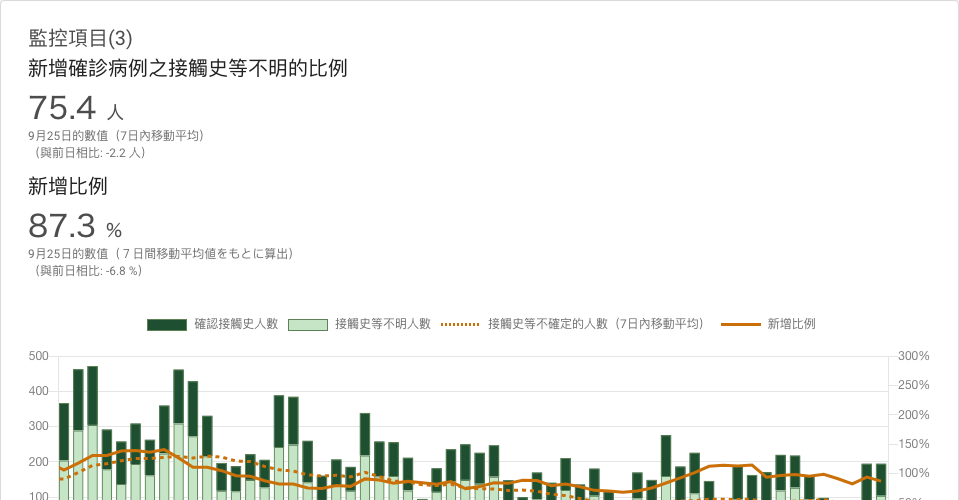 監控項目(3)
新增確診病例之接觸史等不明的比例
75.4 人
9月25日的數值（7日內移動平均）
（與前日相比: -2.2 人）
新增比例
87.3 %
9月25日的數值（７日間移動平均値をもとに算出）
（與前日相比: -6.8 %）
確認接觸史人數 接觸史等不明人數 接觸史等不確定的人數（7日內移動平均） 新增比例
500 300%
250%
400
200%
300
150%
200
100%
100